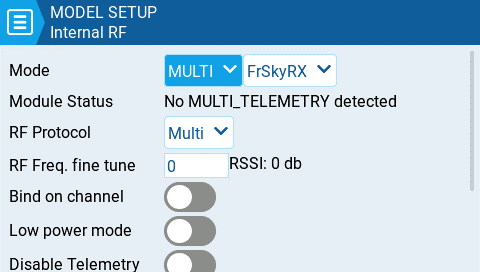 MODEL SETUP
Internal RF
Mode MULTI FrSkyRX
Module Status No MULTI_TELEMETRY detected
RF Protocol Multi
RF Freq. fine tune 0 RSSI: 0 db
Bind on channel
Low power mode
Disable Telemetry